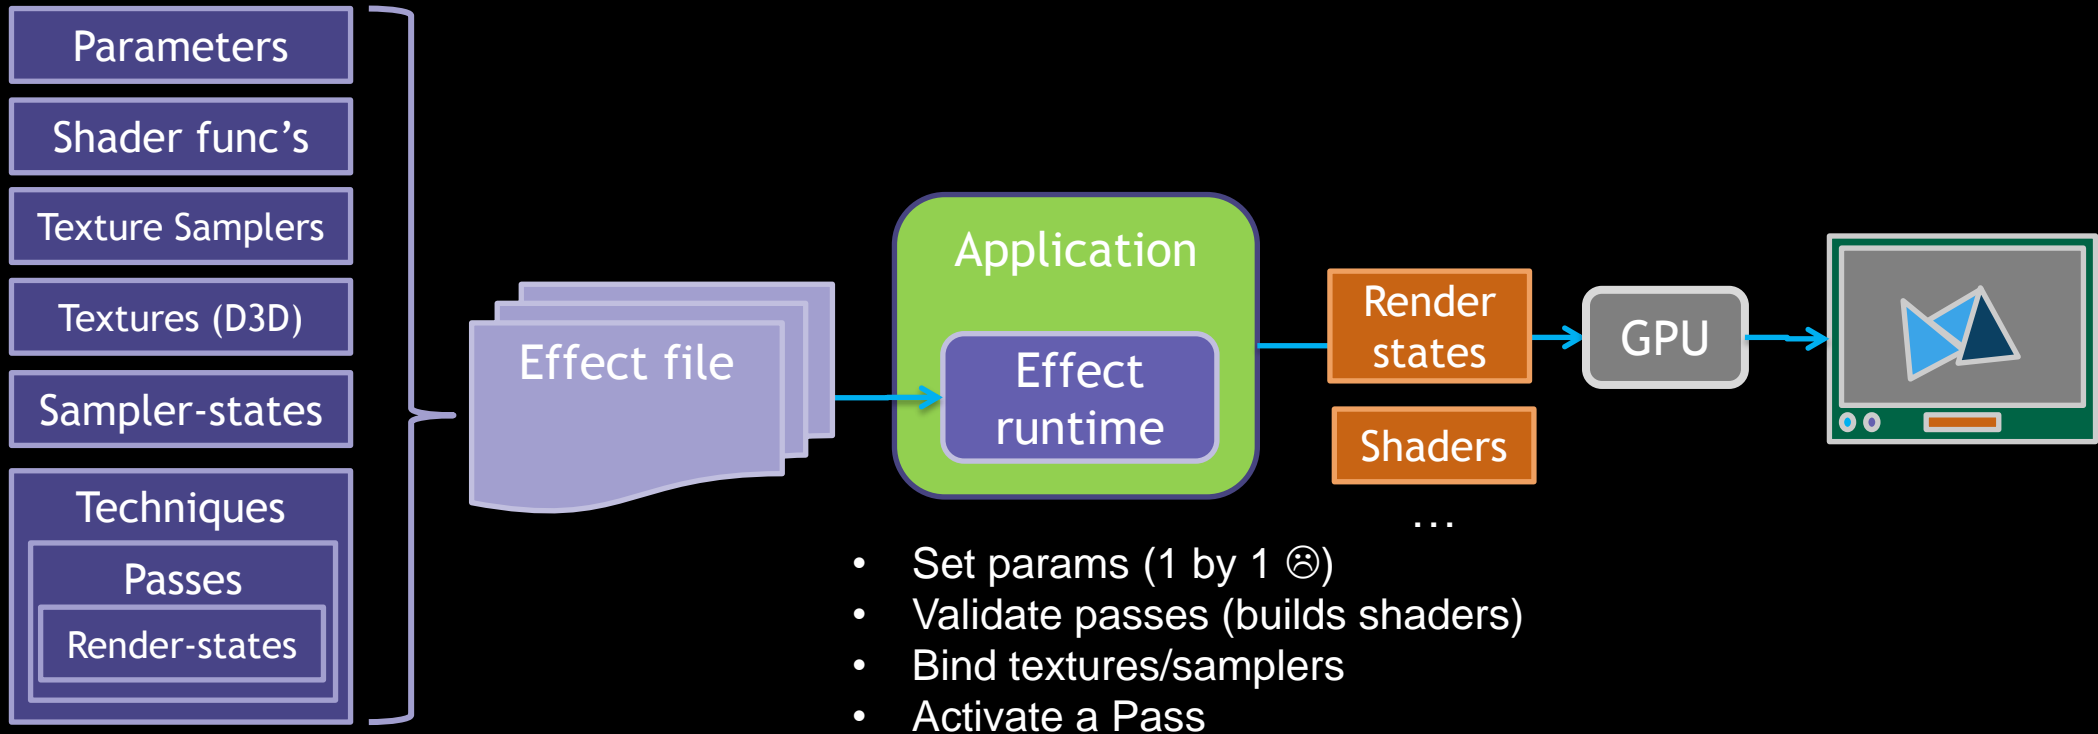 Parameters
Shader func’s
Texture Samplers
Textures (D3D)
Sampler-states
Techniques
Passes
Render-states
Effect file
Application
Effect
runtime
Render
states
Shaders
...
GPU
• Set params (1 by 1 ☹)
• Validate passes (builds shaders)
• Bind textures/samplers
• Activate a Pass